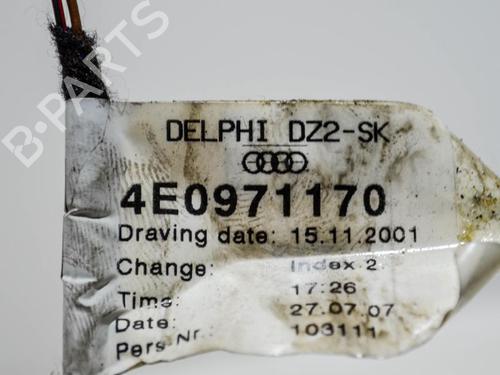 B-PARTS
DELPHI DZ2-SK
4E0971170
Draving date: 15.11.2001
Change: Index 2
Time: 17:26
Date: 27.07.07
Pers Nr.: 103111